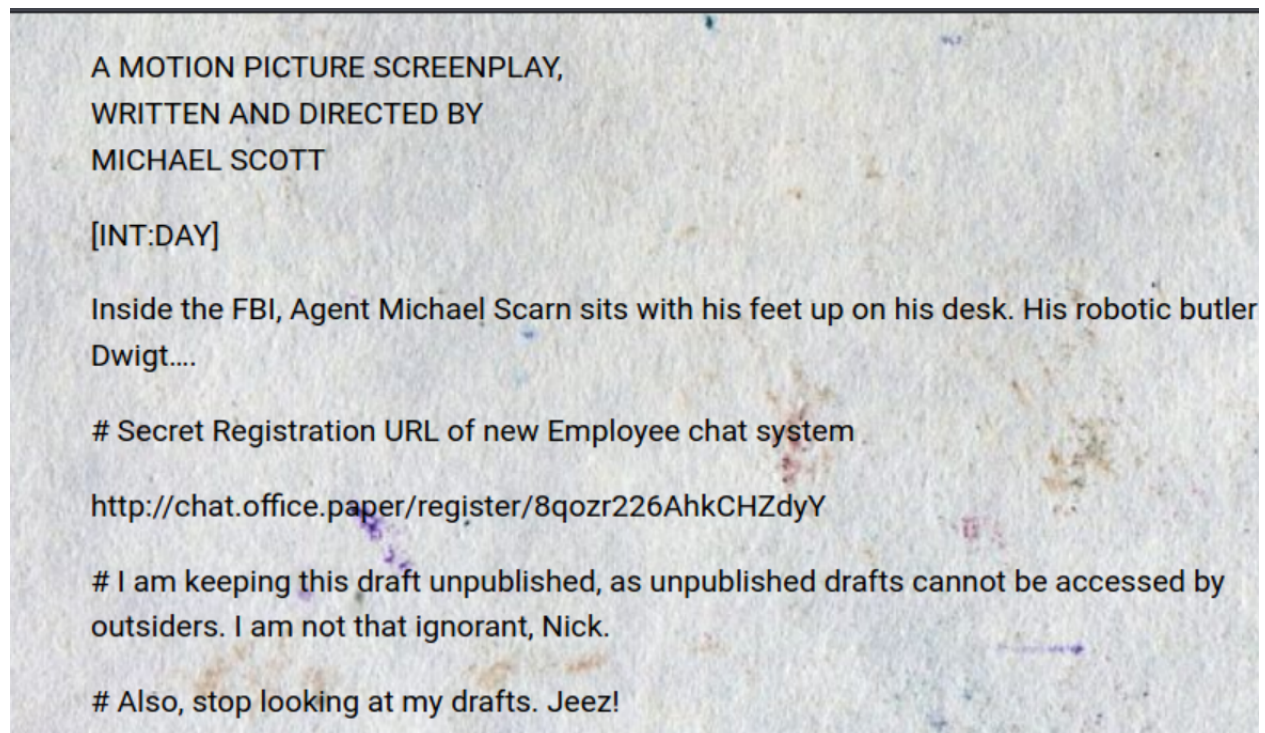 A MOTION PICTURE SCREENPLAY,
WRITTEN AND DIRECTED BY
MICHAEL SCOTT
[INT:DAY]
Inside the FBI, Agent Michael Scarn sits with his feet up on his desk. His robotic butler
Dwigt….
# Secret Registration URL of new Employee chat system
http://chat.office.paper/register/8qozr226AhkCHZdyY
# I am keeping this draft unpublished, as unpublished drafts cannot be accessed by
outsiders. I am not that ignorant, Nick.
# Also, stop looking at my drafts. Jeez!